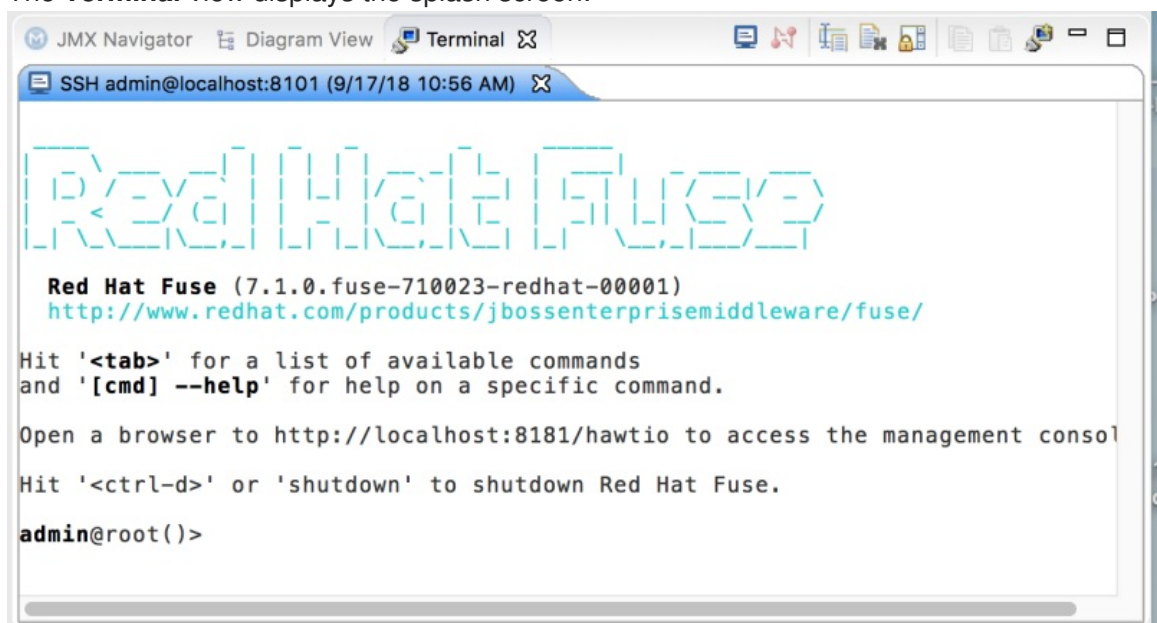 The Terminal view displays the splash screen.
JMX Navigator Diagram View Terminal
SSH admin@localhost:8101 (9/17/18 10:56 AM)
Red Hat Fuse
Red Hat Fuse (7.1.0.fuse-710023-redhat-00001)
http://www.redhat.com/products/jbossenterprisemiddleware/fuse/
Hit '<tab>' for a list of available commands
and '[cmd] --help' for help on a specific command.
Open a browser to http://localhost:8181/hawtio to access the management consol
Hit '<ctrl-d>' or 'shutdown' to shutdown Red Hat Fuse.
admin@root()>